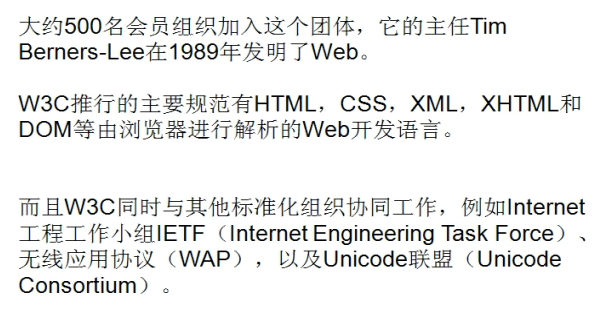 大约500名会员组织加入这个团体，它的主任Tim
Berners-Lee在1989年发明了Web。
W3C推行的主要规范有HTML，CSS，XML，XHTML和
DOM等由浏览器进行解析的Web开发语言。
而且W3C同时与其他标准化组织协同工作，例如Internet
工程工作小组IETF（Internet Engineering Task Force）、
无线应用协议（WAP），以及Unicode联盟（Unicode
Consortium）。